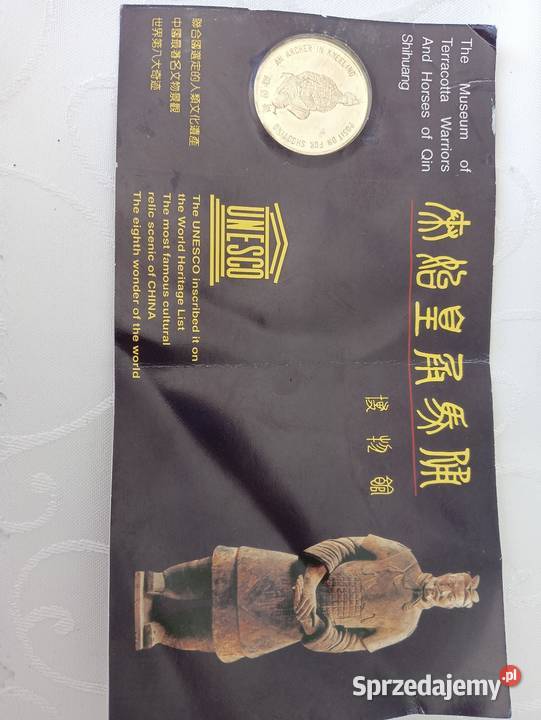 The Museum of
Terracotta Warriors
And Horses of Qin
Shihuang
秦始皇兵馬俑
博物館
AN ARCHER IN KNEELING
POSITION FOR SHOOTING
聯合國選定的人類文化遺產
中國最著名文物景觀
世界第八大奇迹
UNESCO
The UNESCO inscribed it on
the World Heritage List
The most famous cultural
relic scenic of CHINA
The eighth wonder of the world
Sprzedajemy.pl